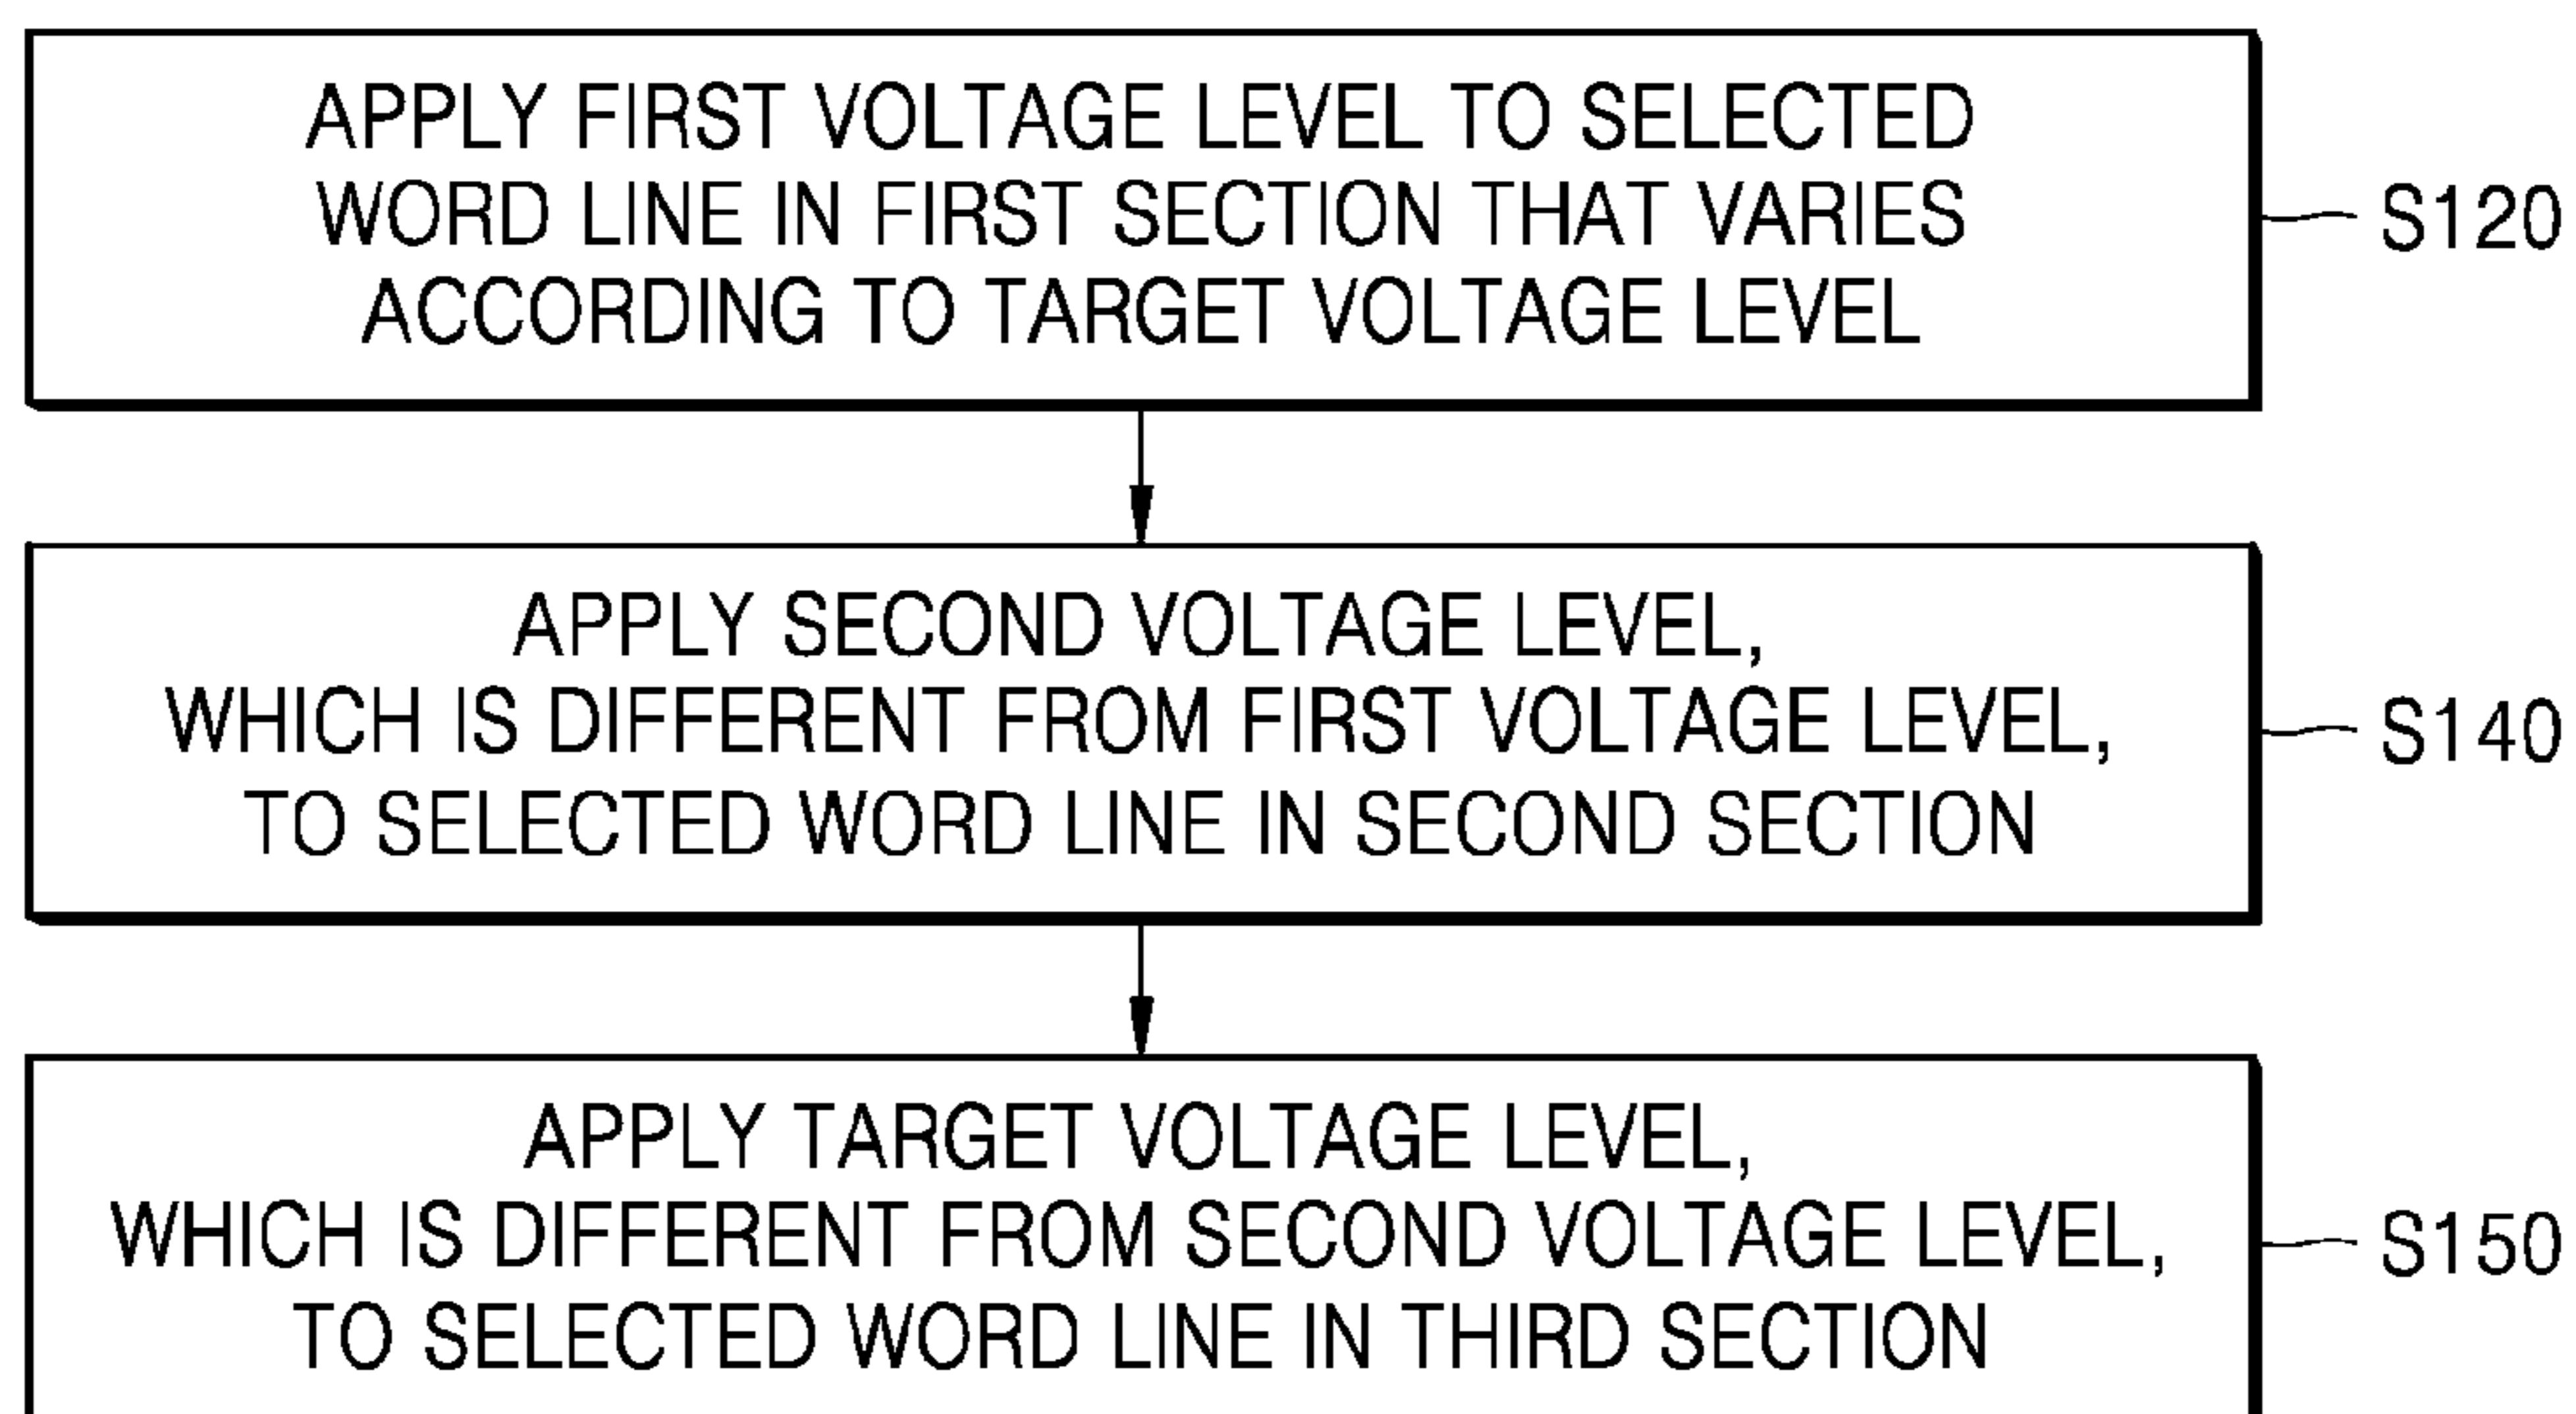 APPLY FIRST VOLTAGE LEVEL TO SELECTED
WORD LINE IN FIRST SECTION THAT VARIES
ACCORDING TO TARGET VOLTAGE LEVEL
S120
APPLY SECOND VOLTAGE LEVEL,
WHICH IS DIFFERENT FROM FIRST VOLTAGE LEVEL,
TO SELECTED WORD LINE IN SECOND SECTION
S140
APPLY TARGET VOLTAGE LEVEL,
WHICH IS DIFFERENT FROM SECOND VOLTAGE LEVEL,
TO SELECTED WORD LINE IN THIRD SECTION
S150